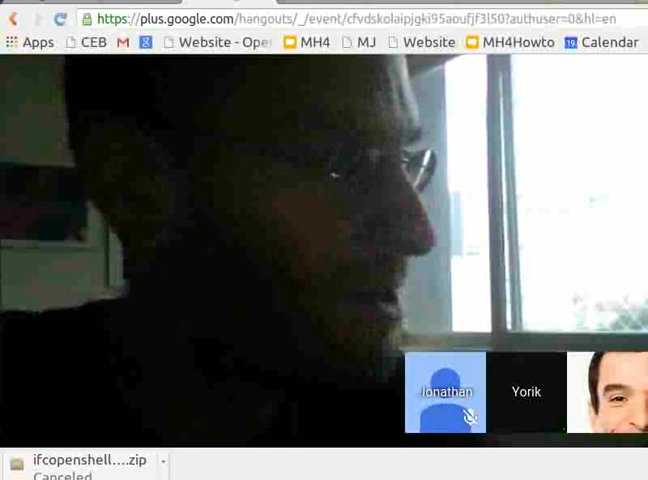 https://plus.google.com/hangouts/_/event/cfvdskolaipjgki95aoufjf3l50?authuser=0&hl=en
Apps CEB Website - Ope MH4 MJ Website MH4Howto Calendar
Jonathan Yorik
ifcopenshell....zip
Canceled